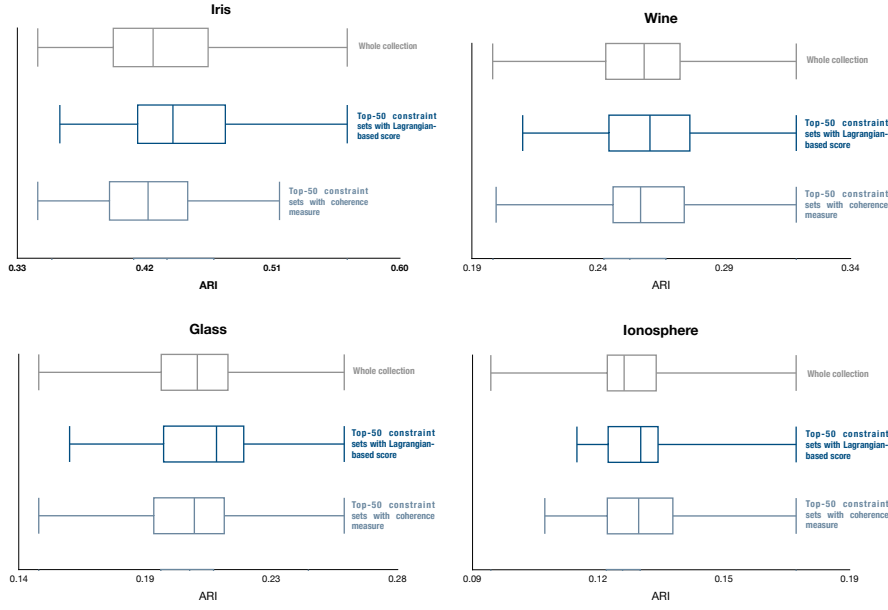 Iris
Whole collection
Top-50 constraint
sets with Lagrangian-
based score
Top-50 constraint
sets with coherence
measure
0.33
0.42
0.51
0.60
ARI
Wine
Whole collection
Top-50 constraint
sets with Lagrangian-
based score
Top-50 constraint
sets with coherence
measure
0.19
0.24
0.29
0.34
ARI
Glass
Whole collection
Top-50 constraint
sets with Lagrangian-
based score
Top-50 constraint
sets with coherence
measure
0.14
0.19
0.23
0.28
ARI
Ionosphere
Whole collection
Top-50 constraint
sets with Lagrangian-
based score
Top-50 constraint
sets with coherence
measure
0.09
0.12
0.15
0.19
ARI